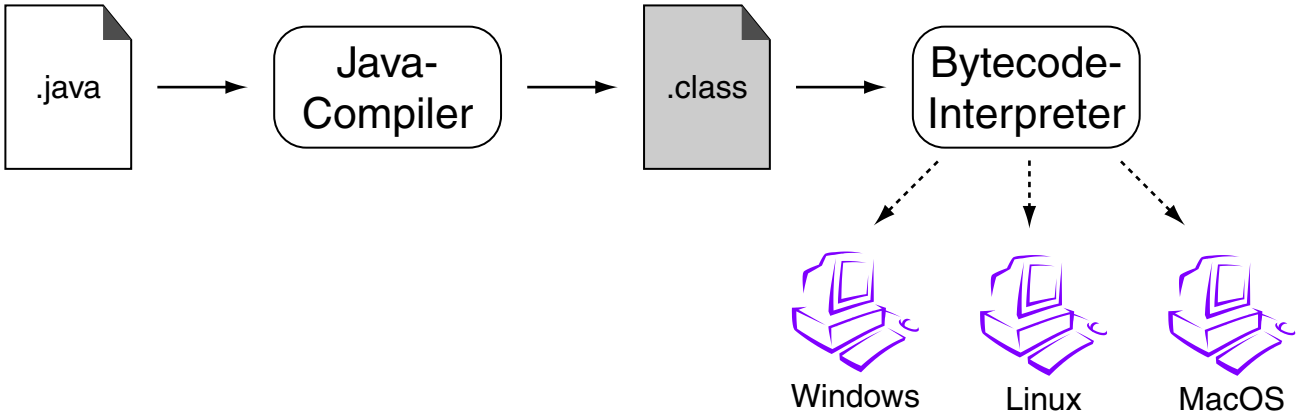 .java
Java-
Compiler
.class
Bytecode-
Interpreter
Windows
Linux
MacOS